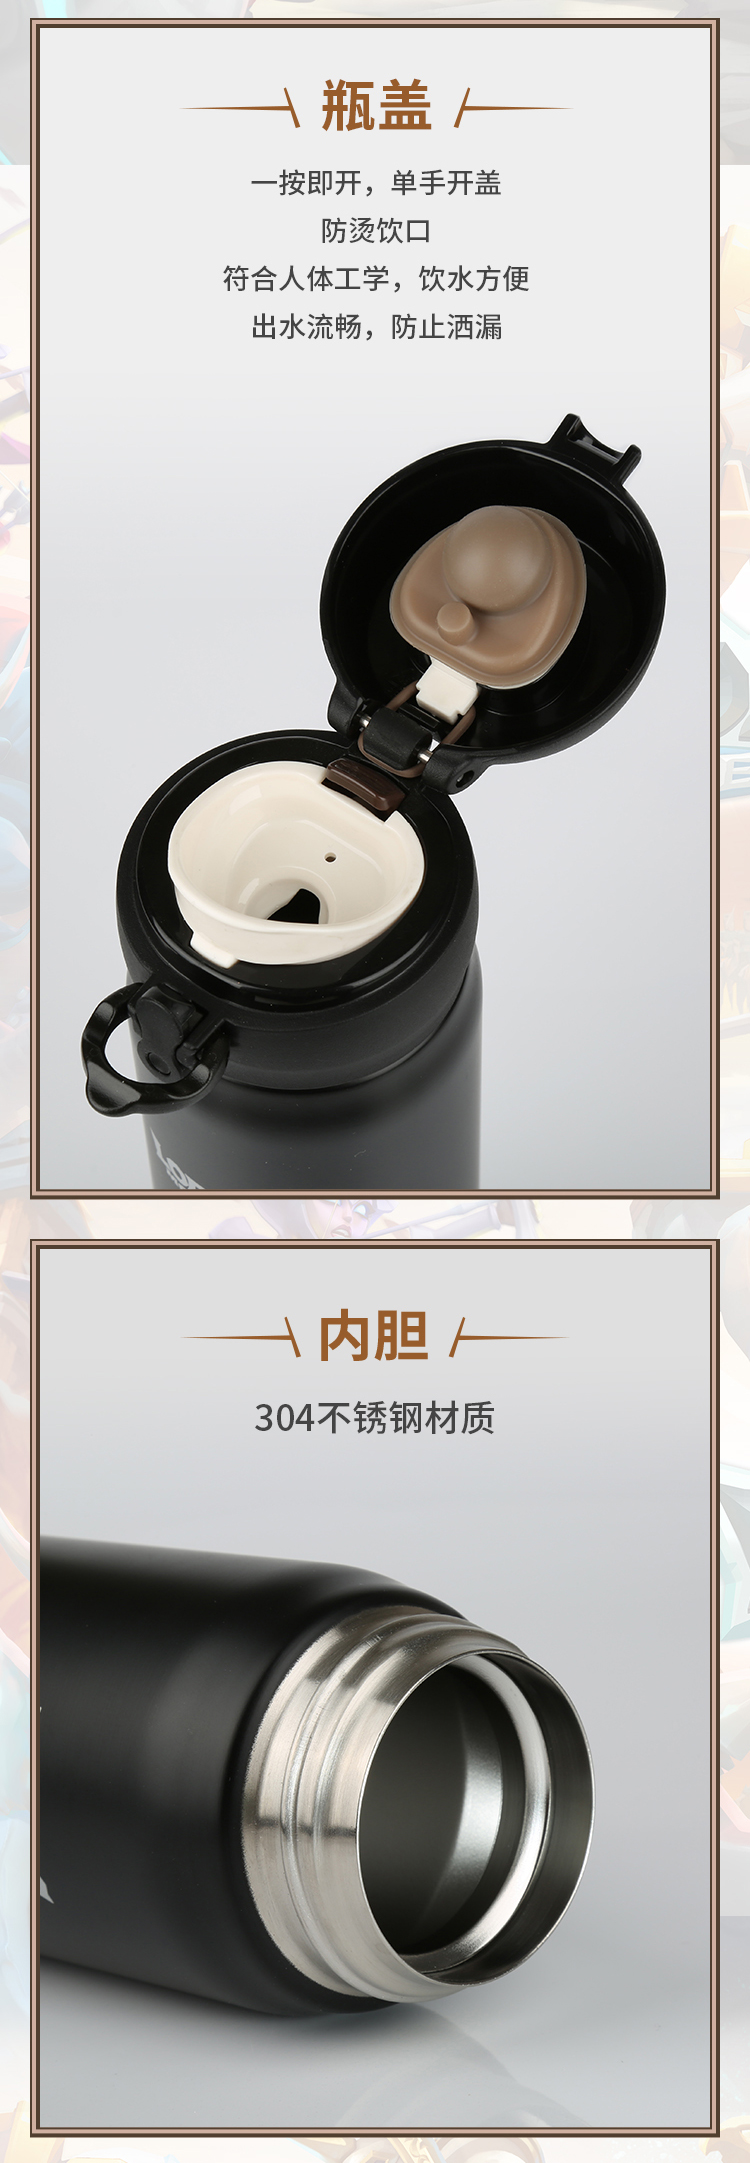 瓶盖
一按即开，单手开盖
防烫饮口
符合人体工学，饮水方便
出水流畅，防止洒漏
内胆
304不锈钢材质